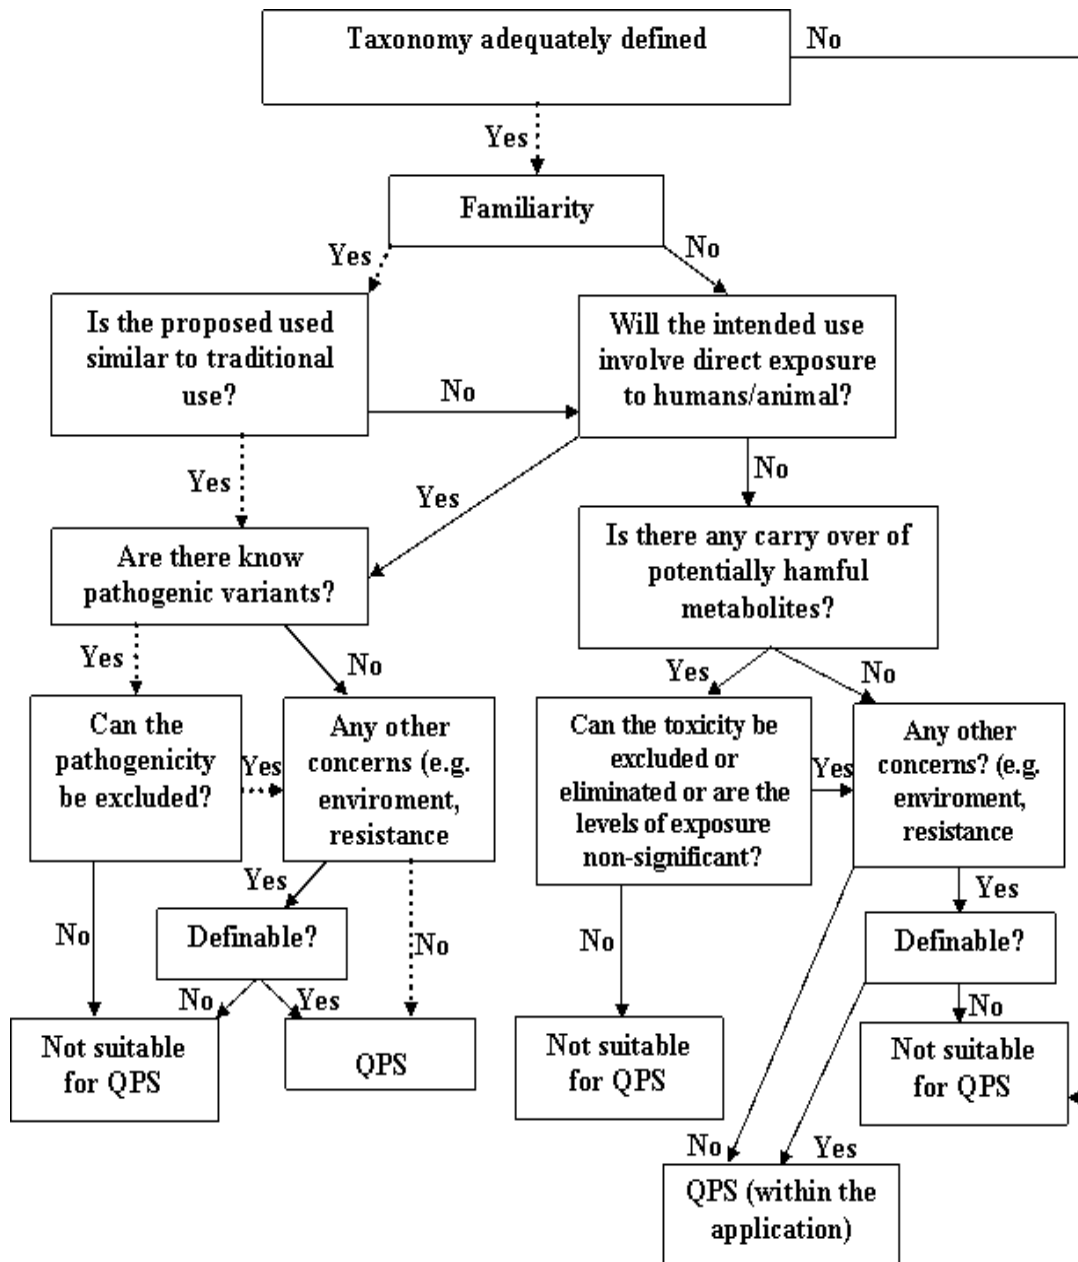 Taxonomy adequately defined
No
Yes
Familiarity
Yes
No
Is the proposed used
similar to traditional
use?
Will the intended use
involve direct exposure
to humans/animal?
No
Yes
Yes
No
Are there know
pathogenic variants?
Is there any carry over of
potentially hamful
metabolites?
Yes
No
Yes
No
Can the
pathogenicity
be excluded?
Yes
Any other
concerns (e.g.
enviroment,
resistance
Can the toxicity be
excluded or
eliminated or are the
levels of exposure
non-significant?
Yes
Any other
concerns? (e.g.
enviroment,
resistance
Yes
No
Yes
No
Definable?
No
Definable?
No
Yes
No
Not suitable
for QPS
QPS
Not suitable
for QPS
Not suitable
for QPS
No
Yes
QPS (within the
application)